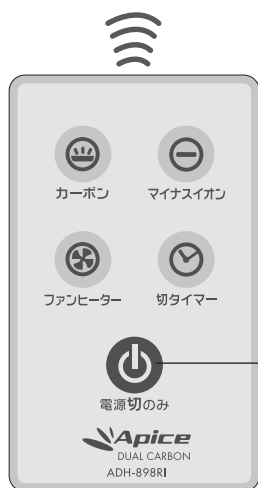 カーボン
マイナスイオン
ファンヒーター
切タイマー
電源切のみ
Apice
DUAL CARBON
ADH-898RI